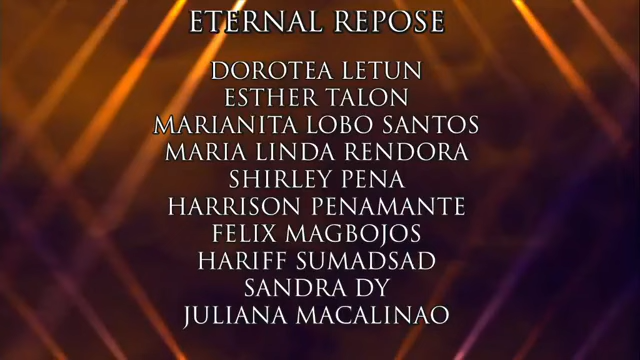 ETERNAL REPOSE
DOROTEA LETUN
ESTHER TALON
MARIANITA LOBO SANTOS
MARIA LINDA RENDORA
SHIRLEY PENA
HARRISON PENAMANTE
FELIX MAGBOJOS
HARIFF SUMADSAD
SANDRA DY
JULIANA MACALINAO